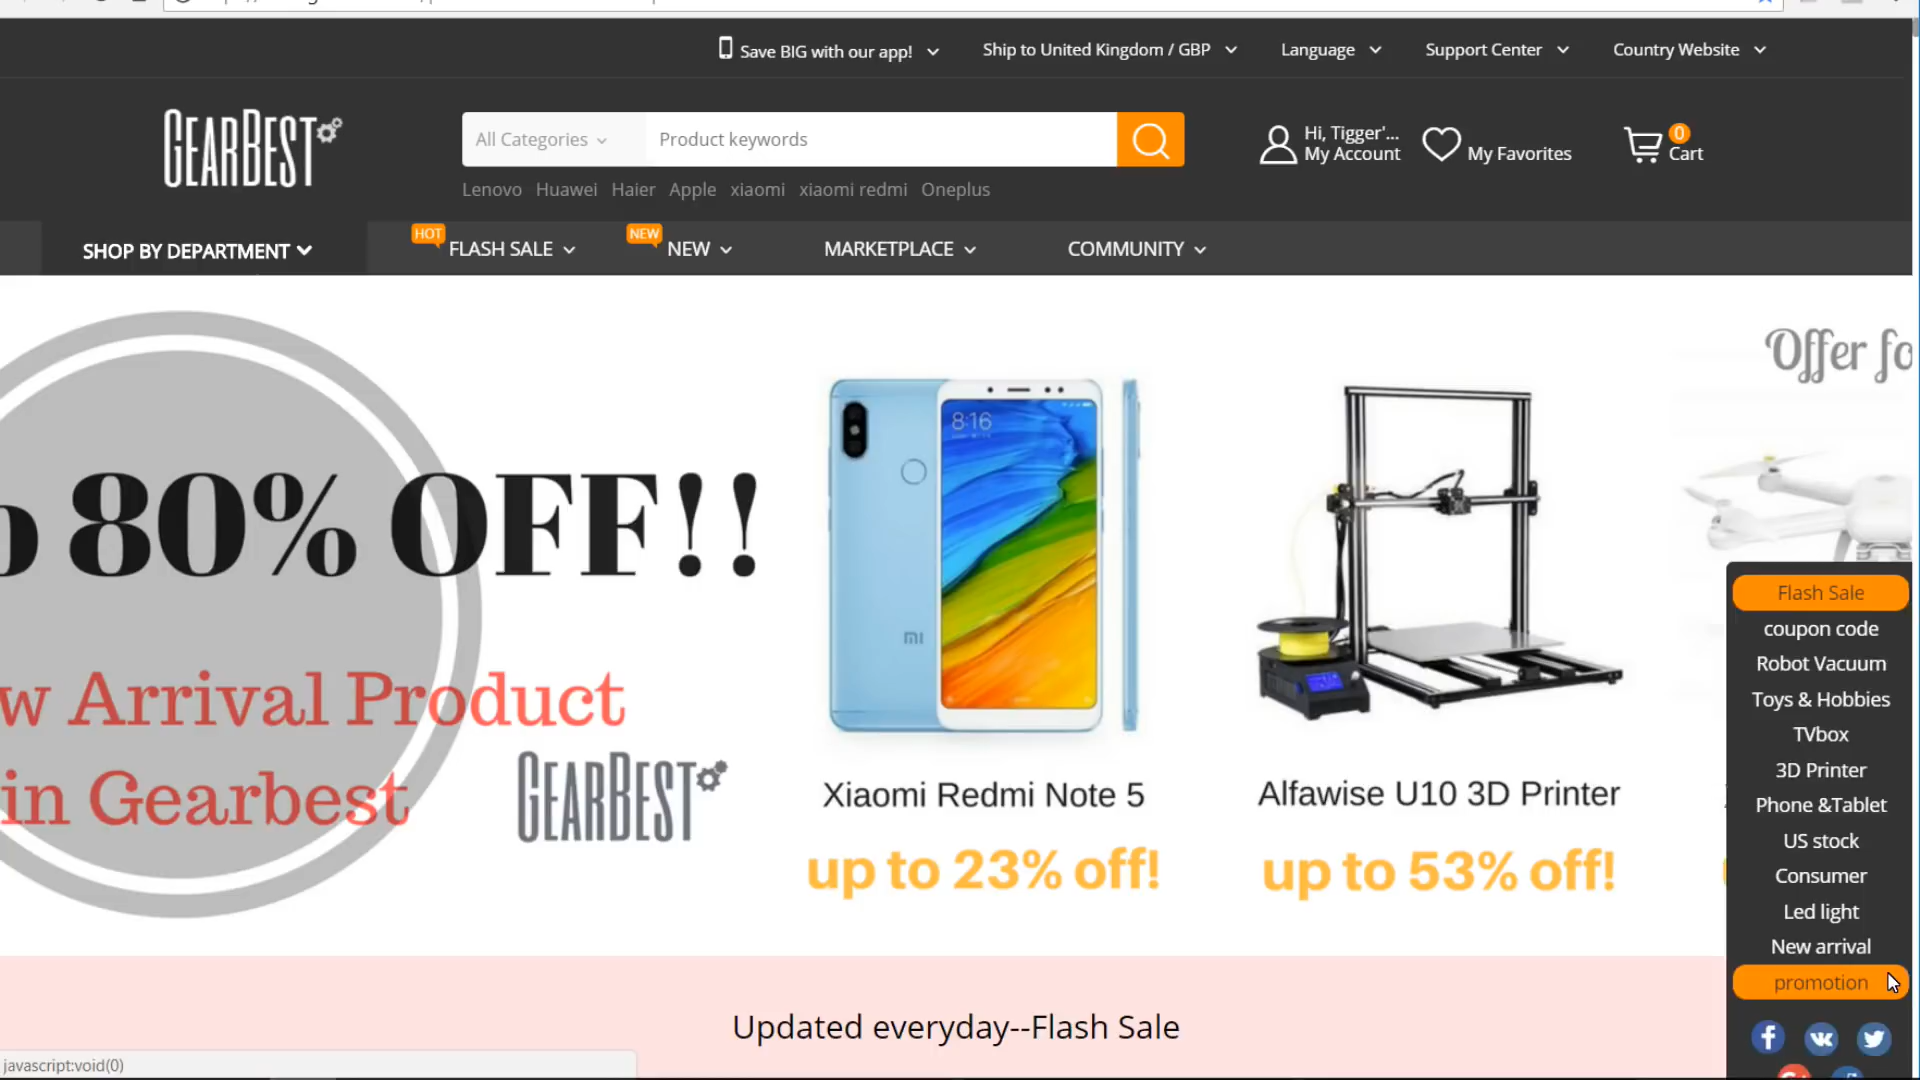 Save BIG with our app!
Ship to United Kingdom / GBP
Language
Support Center
Country Website
GEARBEST
All Categories
Product keywords
Hi, Tigger'...
My Account
My Favorites
0
Cart
Lenovo Huawei Haier Apple xiaomi xiaomi redmi Oneplus
SHOP BY DEPARTMENT
HOT
FLASH SALE
NEW
NEW
MARKETPLACE
COMMUNITY
Offer fo
80% OFF!!
w Arrival Product
in Gearbest
GEARBEST
8:16
mi
Xiaomi Redmi Note 5
up to 23% off!
Alfawise U10 3D Printer
up to 53% off!
Flash Sale
coupon code
Robot Vacuum
Toys & Hobbies
TVbox
3D Printer
Phone &Tablet
US stock
Consumer
Led light
New arrival
promotion
Updated everyday--Flash Sale
javascript:void(0)